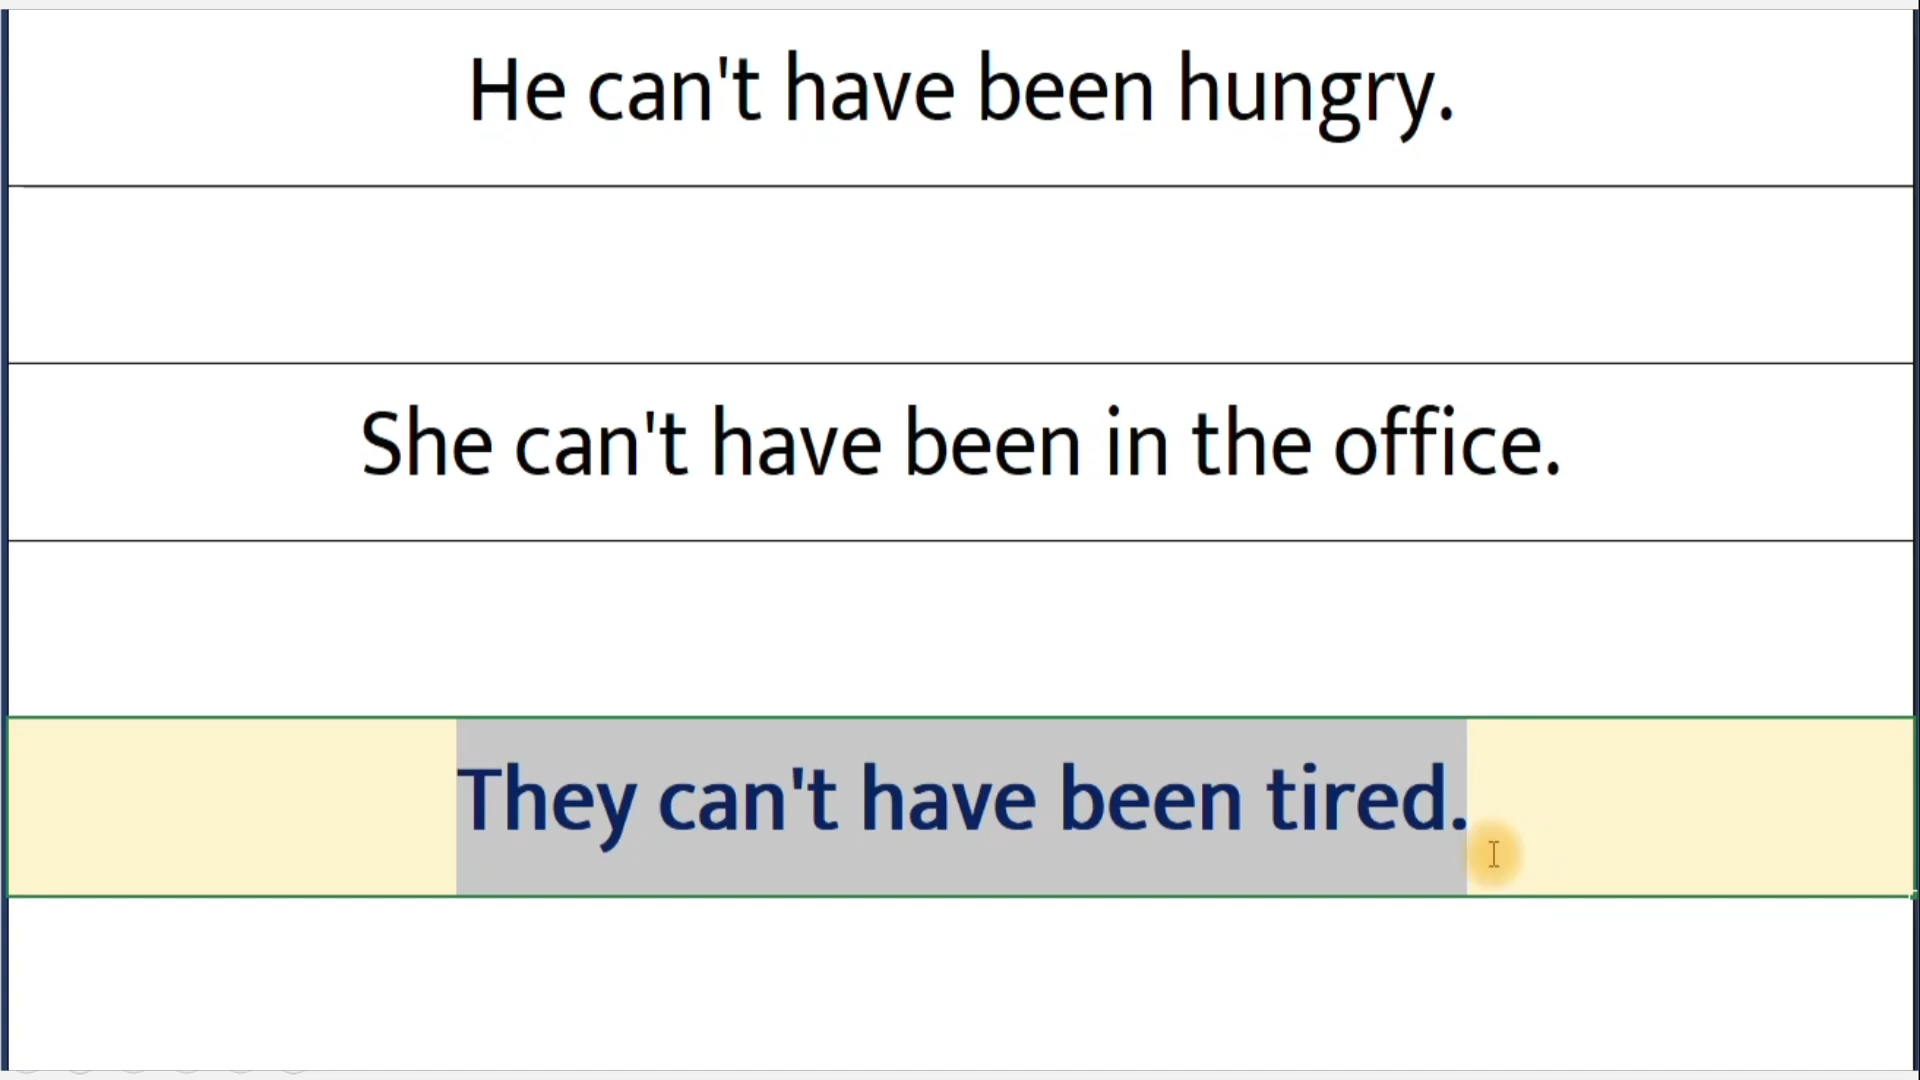 He can't have been hungry.
She can't have been in the office.
They can't have been tired.